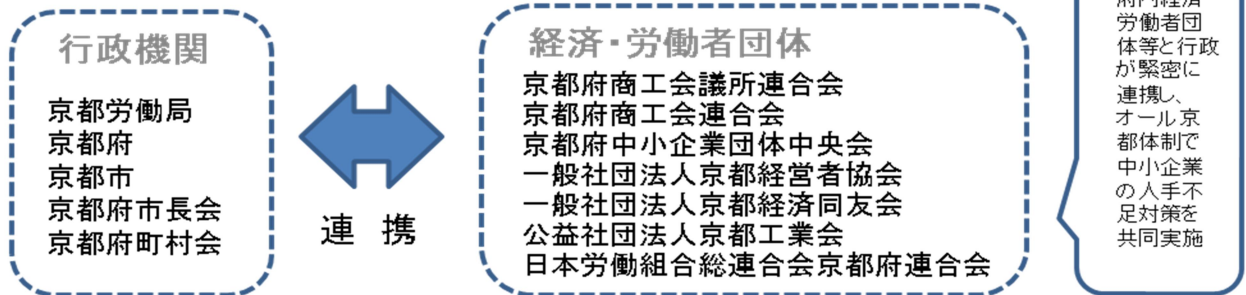 行政機関
京都労働局
京都府
京都市
京都府市長会
京都府町村会
連 携
経済・労働者団体
京都府商工会議所連合会
京都府商工会連合会
京都府中小企業団体中央会
一般社団法人京都経営者協会
一般社団法人京都経済同友会
公益社団法人京都工業会
日本労働組合総連合会京都府連合会
府内経済
労働者団
体等と行政
が緊密に
連携し、
オール京
都体制で
中小企業
の人手不
足対策を
共同実施